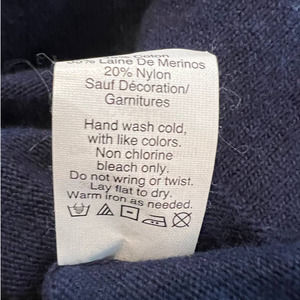 Laine De Merinos
20% Nylon
Sauf Décoration/
Garnitures
Hand wash cold,
with like colors.
Non chlorine
bleach only.
Do not wring or twist.
Lay flat to dry.
Warm iron as needed.